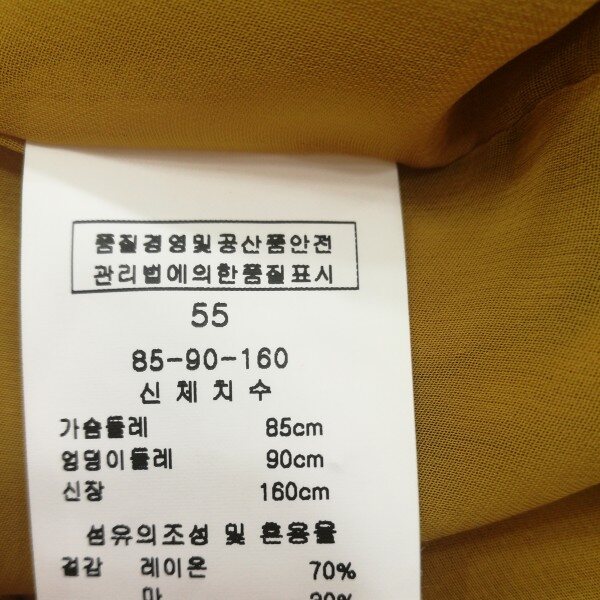 품질경영및공산품안전
관리법에의한품질표시
55
85-90-160
신체치수
가슴둘레 85cm
엉덩이둘레 90cm
신장 160cm
섬유의조성 및 혼용율
겉감 레이온 70%
마